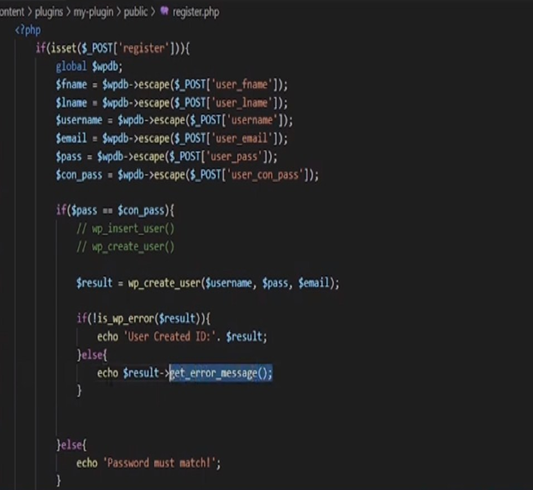 ontent > plugins > my-plugin > public > register.php
<?php
if(isset($_POST['register'])){
global $wpdb;
$fname = $wpdb->escape($_POST['user_fname']);
$lname = $wpdb->escape($_POST['user_lname']);
$username = $wpdb->escape($_POST['username']);
$email = $wpdb->escape($_POST['user_email']);
$pass = $wpdb->escape($_POST['user_pass']);
$con_pass = $wpdb->escape($_POST['user_con_pass']);
if($pass == $con_pass){
// wp_insert_user()
// wp_create_user()
$result = wp_create_user($username, $pass, $email);
if(!is_wp_error($result)){
echo 'User Created ID:'. $result;
}else{
echo $result->get_error_message();
}
}else{
echo 'Password must match!';
}